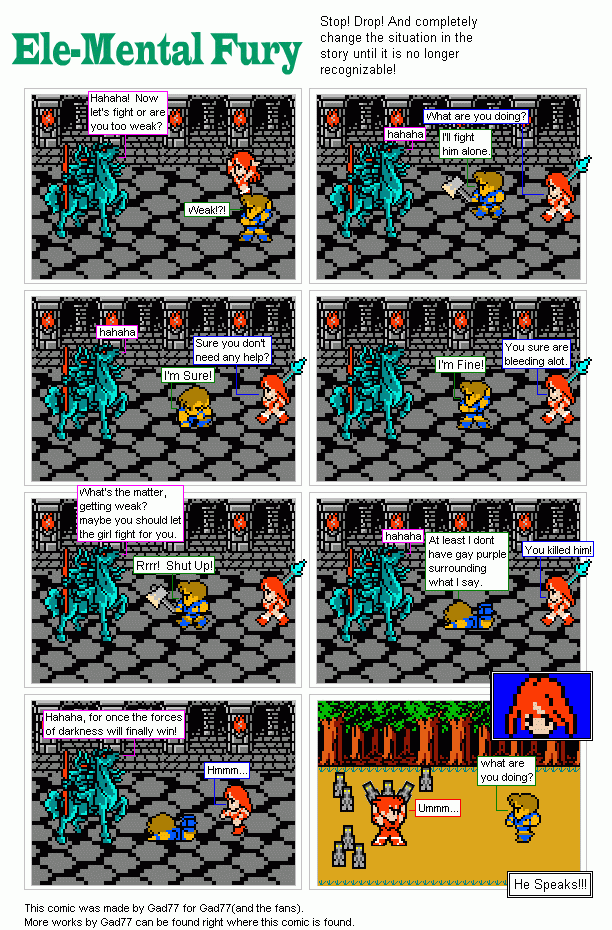 Ele-Mental Fury
Stop! Drop! And completely
change the situation in the
story until it is no longer
recognizable!
Hahaha! Now
let's fight or are
you too weak?
Weak!?!
What are you doing?
hahaha
I'll fight
him alone.
hahaha
Sure you don't
need any help?
I'm Sure!
You sure are
bleeding alot.
I'm Fine!
What's the matter,
getting weak?
maybe you should let
the girl fight for you.
Rrrr! Shut Up!
hahaha
At least I dont
have gay purple
surrounding
what I say.
You killed him!
Hahaha, for once the forces
of darkness will finally win!
Hmmm...
what are
you doing?
Ummm...
He Speaks!!!
This comic was made by Gad77 for Gad77(and the fans).
More works by Gad77 can be found right where this comic is found.